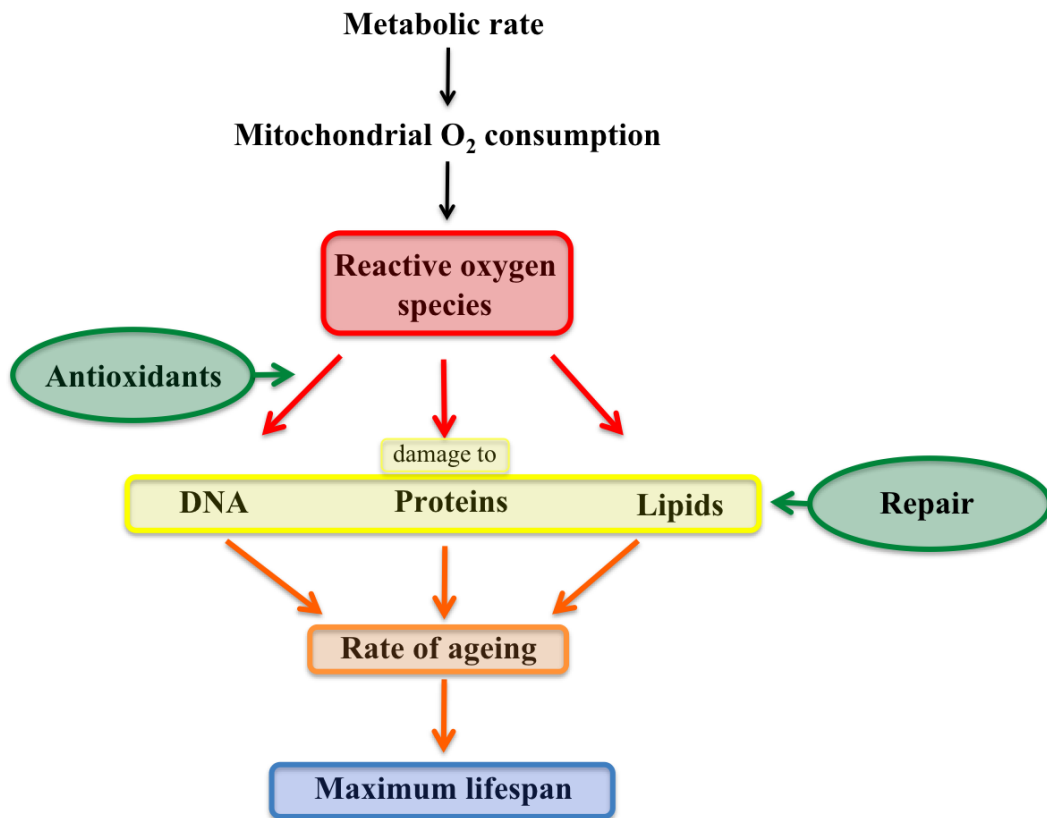 Metabolic rate
Mitochondrial O₂ consumption
Reactive oxygen
species
Antioxidants
damage to
DNA Proteins Lipids
Repair
Rate of ageing
Maximum lifespan